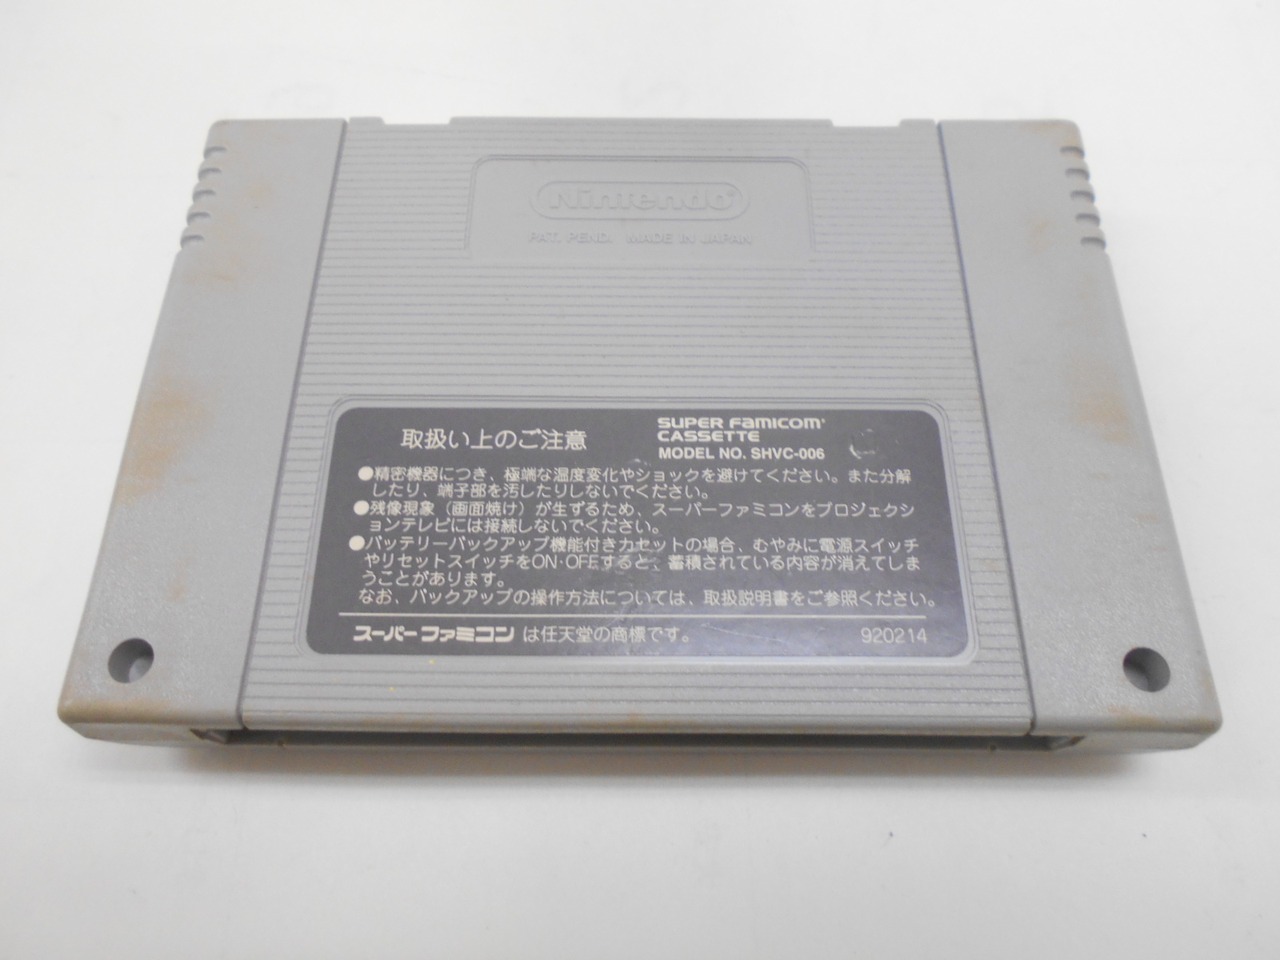 Nintendo®
PAT. PEND. MADE IN JAPAN
取扱い上のご注意
SUPER FAMICOM®
CASSETTE
MODEL NO. SHVC-006
●精密機器につき、極端な温度変化やショックを避けてください。また分解
したり、端子部を汚したりしないでください。
●残像現象（画面焼け）が生ずるため、スーパーファミコンをプロジェクシ
ョンテレビには接続しないでください。
●バッテリーバックアップ機能付きカセットの場合、むやみに電源スイッチ
やリセットスイッチをON・OFFすると、蓄積されている内容が消えてしま
うことがあります。
なお、バックアップの操作方法については、取扱説明書をご参照ください。
スーパーファミコンは任天堂の商標です。
920214